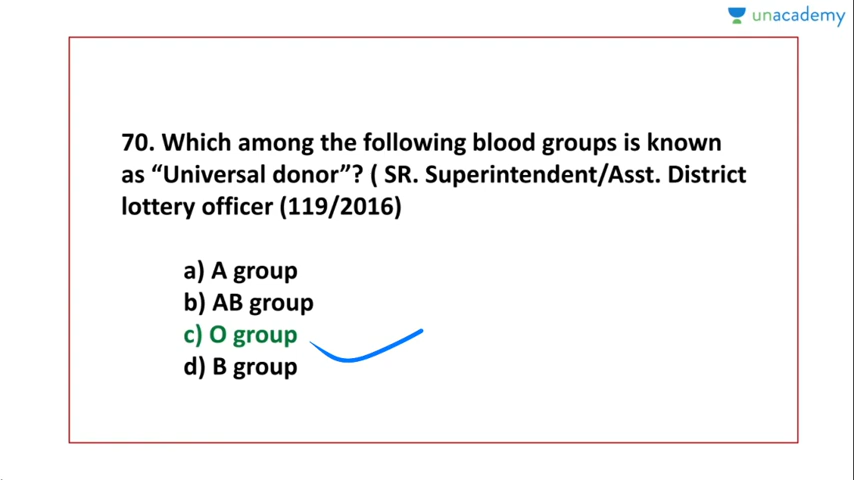 unacademy
70. Which among the following blood groups is known
as “Universal donor”? ( SR. Superintendent/Asst. District
lottery officer (119/2016)
a) A group
b) AB group
c) O group
d) B group